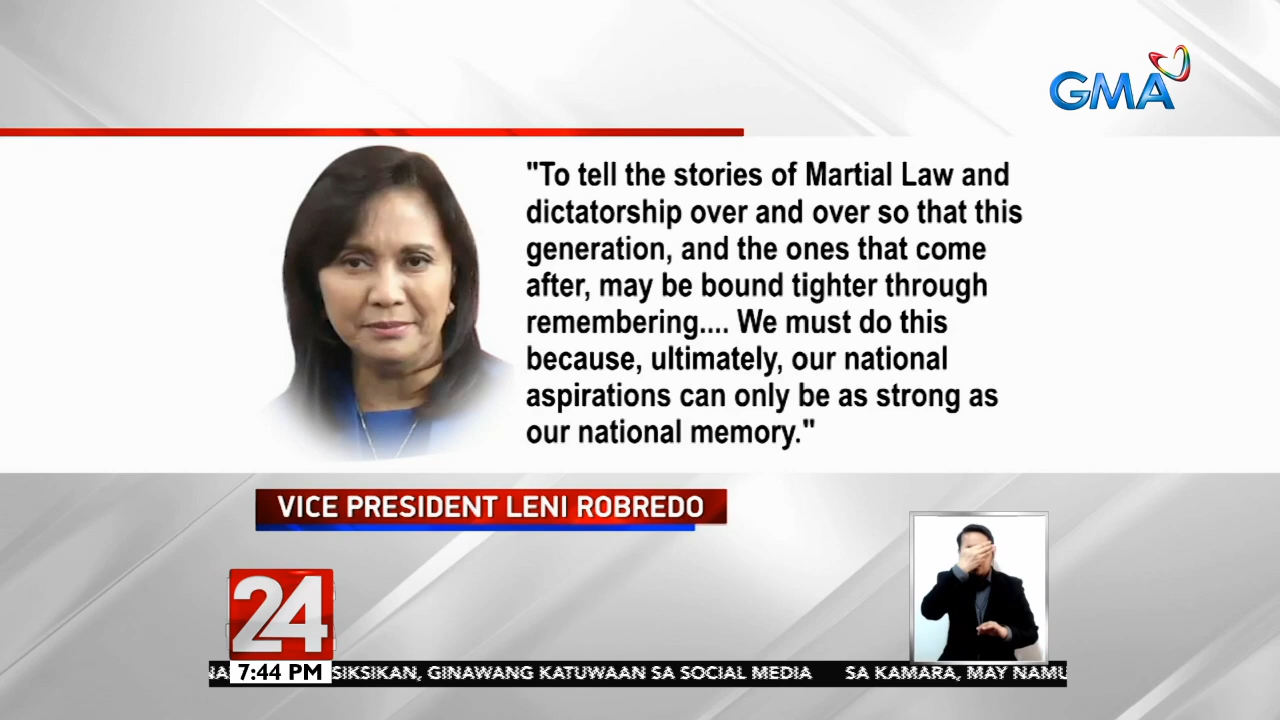 GMA
"To tell the stories of Martial Law and
dictatorship over and over so that this
generation, and the ones that come
after, may be bound tighter through
remembering.... We must do this
because, ultimately, our national
aspirations can only be as strong as
our national memory."
VICE PRESIDENT LENI ROBREDO
24
7:44 PM
SIKSIKAN, GINAWANG KATUWAAN SA SOCIAL MEDIA SA KAMARA, MAY